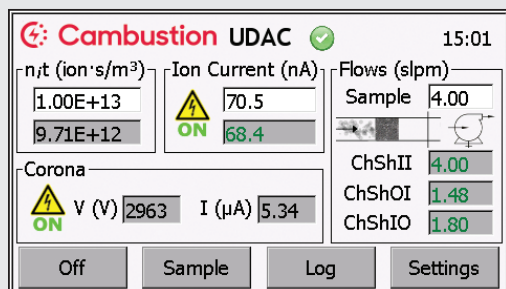 Cambustion UDAC 15:01
nᵢt (ion·s/m³) Ion Current (nA) Flows (slpm)
1.00E+13 70.5 Sample 4.00
9.71E+12 ON 68.4
Corona ChShII 4.00
ChShOI 1.48
ON V (V) 2963 I (µA) 5.34 ChShIO 1.80
Off Sample Log Settings